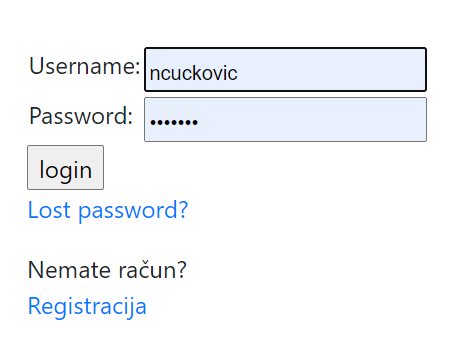 Username: ncuckovic
Password: •••••••
login
Lost password?
Nemate račun?
Registracija